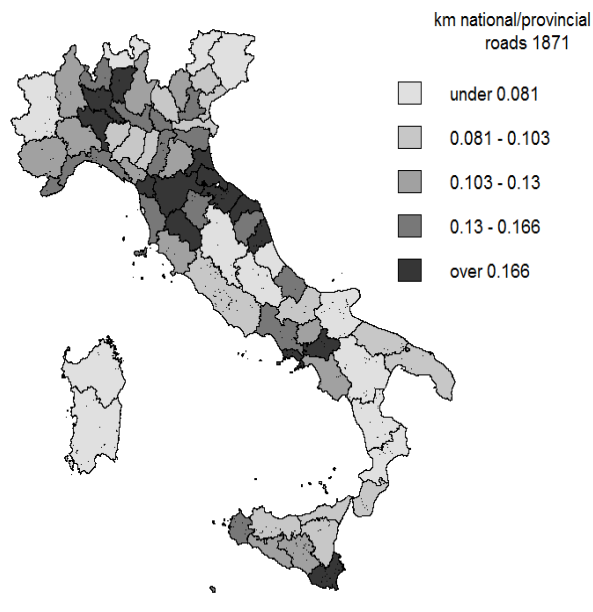 km national/provincial
roads 1871
under 0.081
0.081 - 0.103
0.103 - 0.13
0.13 - 0.166
over 0.166